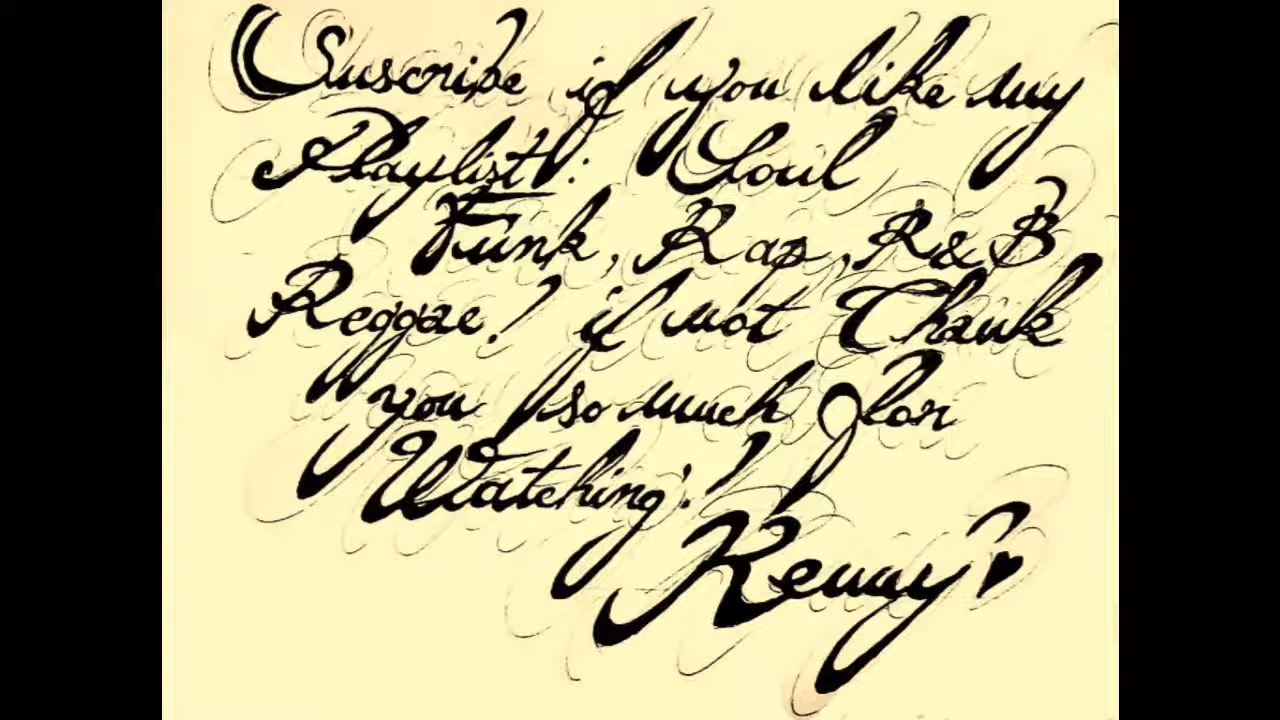 Suscribe if you like my
Playlist : Soul,
Funk, Rap, R&B
Reggae! if not Thank
you so much for
Watching!
Kenny ♥